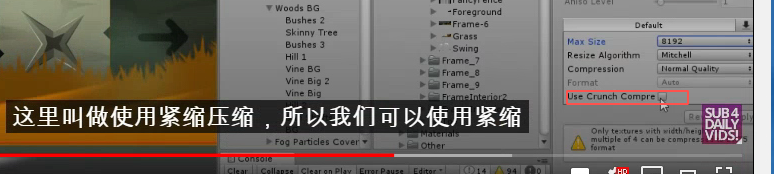 Woods BG
Bushes 2
Skinny Tree
Bushes 3
Hill 1
Vine BG
Vine Big
Vine Big 2
Fog Particles Cover
Foreground
Frame-6
Grass
Swing
Frame_7
Frame_8
Frame_9
FrameInterior2
Materials
Other
Aniso Level
1
Default
Max Size
8192
Resize Algorithm
Mitchell
Compression
Normal Quality
Format
Auto
Use Crunch Compre
Only textures with width/heig
multiple of 4 can be compress
format
SUB 4
DAILY
VIDS!
这里叫做使用紧缩压缩，所以我们可以使用紧缩
Console
Clear
Collapse
Clear on Play
Error Pause
Editor
14
94
0
HD